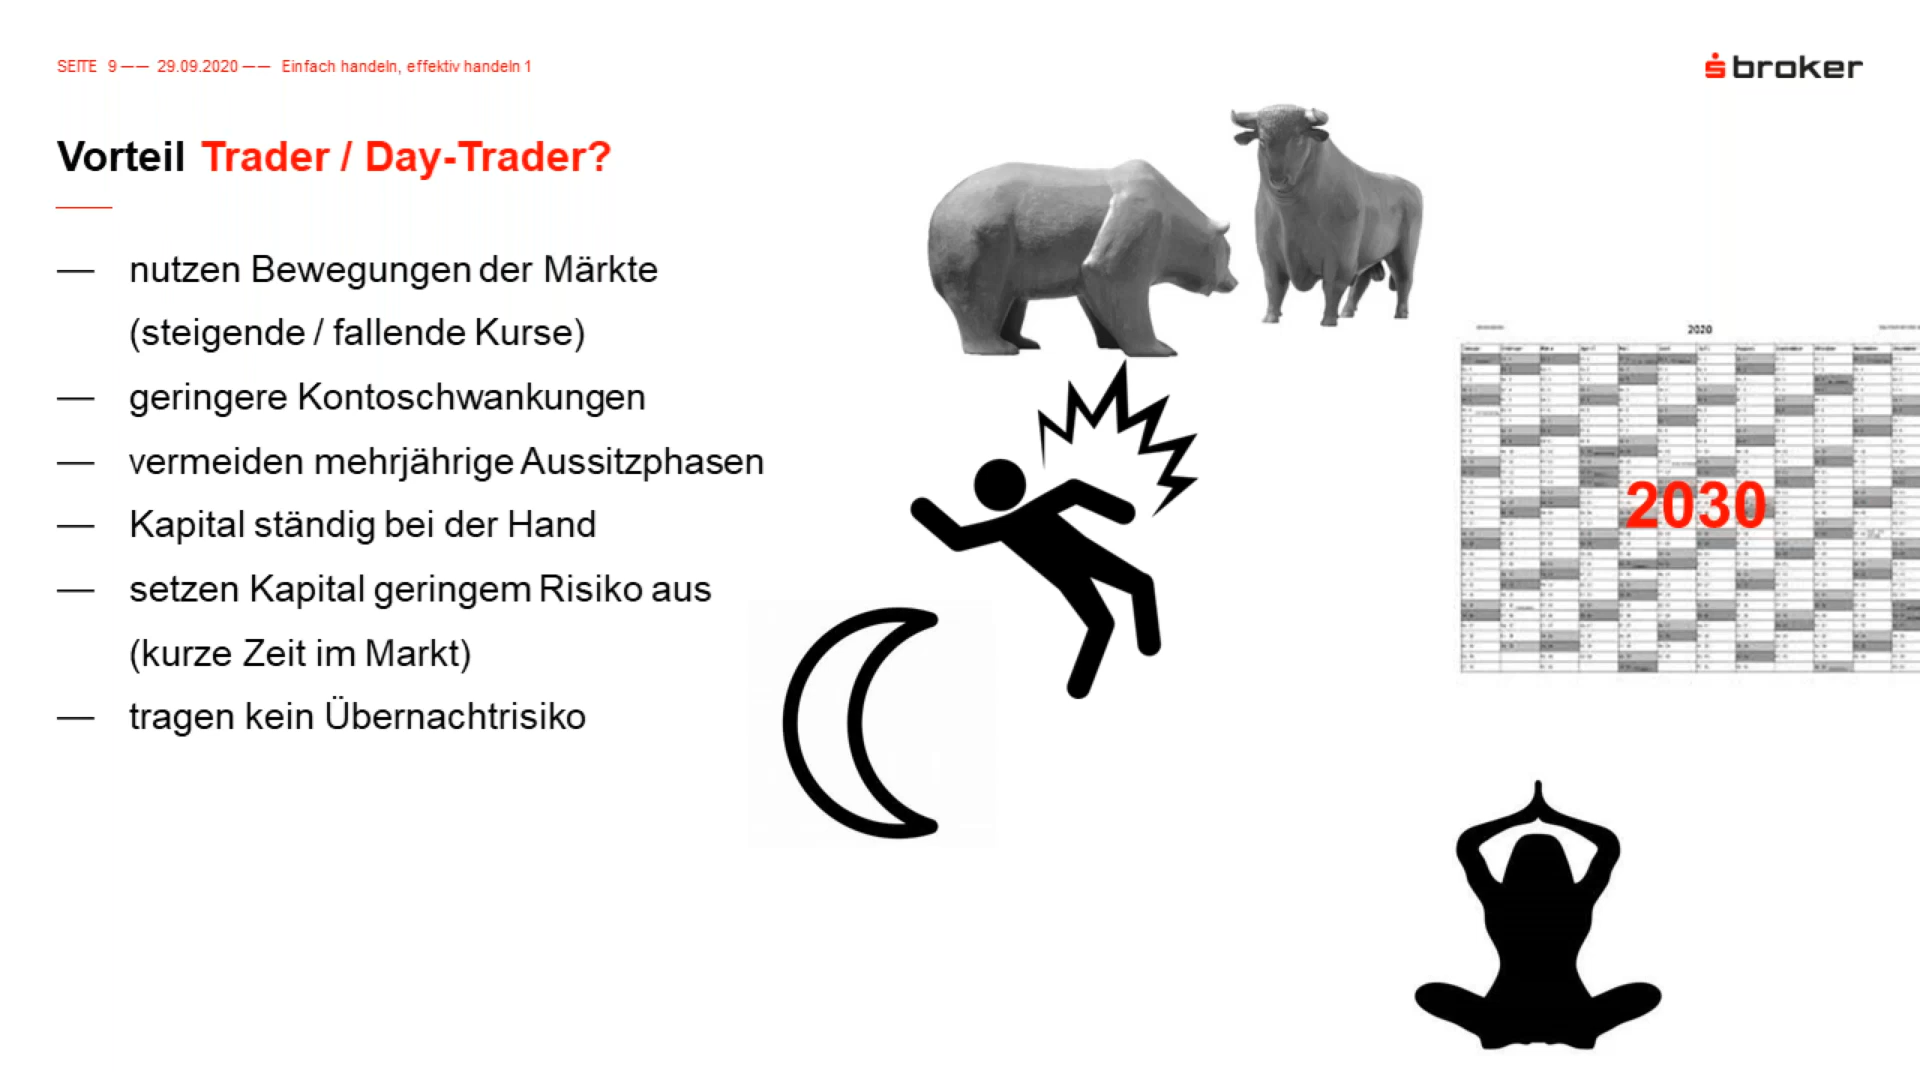 SEITE 9 —— 29.09.2020 —— Einfach handeln, effektiv handeln 1
broker
Vorteil Trader / Day-Trader?
— nutzen Bewegungen der Märkte
(steigende / fallende Kurse)
— geringere Kontoschwankungen
— vermeiden mehrjährige Aussitzphasen
— Kapital ständig bei der Hand
— setzen Kapital geringem Risiko aus
(kurze Zeit im Markt)
— tragen kein Übernachtrisiko
2020
2030